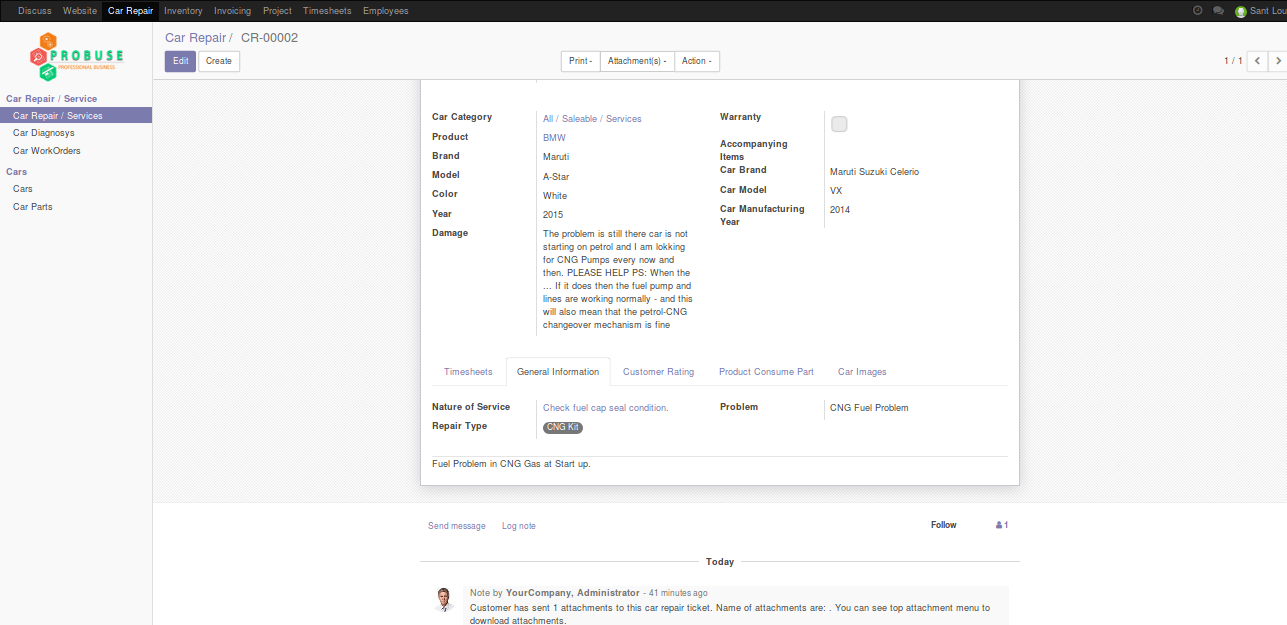 Discuss Website Car Repair Inventory Invoicing Project Timesheets Employees Sant Lou
PROBUSE
PROFESSIONAL BUSINESS
Car Repair / CR-00002
Edit Create Print Attachment(s) Action 1 / 1
Car Repair / Service
Car Repair / Services
Car Diagnosys
Car WorkOrders
Cars
Cars
Car Parts
Car Category All / Saleable / Services
Product BMW
Brand Maruti
Model A-Star
Color White
Year 2015
Damage The problem is still there car is not
starting on petrol and I am lokking
for CNG Pumps every now and
then. PLEASE HELP PS: When the
... If it does then the fuel pump and
lines are working normally - and this
will also mean that the petrol-CNG
changeover mechanism is fine
Warranty
Accompanying
Items
Car Brand Maruti Suzuki Celerio
Car Model VX
Car Manufacturing 2014
Year
Timesheets General Information Customer Rating Product Consume Part Car Images
Nature of Service Check fuel cap seal condition.
Repair Type CNG Kit
Problem CNG Fuel Problem
Fuel Problem in CNG Gas at Start up.
Send message Log note Follow 1
Today
Note by YourCompany, Administrator - 41 minutes ago
Customer has sent 1 attachments to this car repair ticket. Name of attachments are: . You can see top attachment menu to
download attachments.